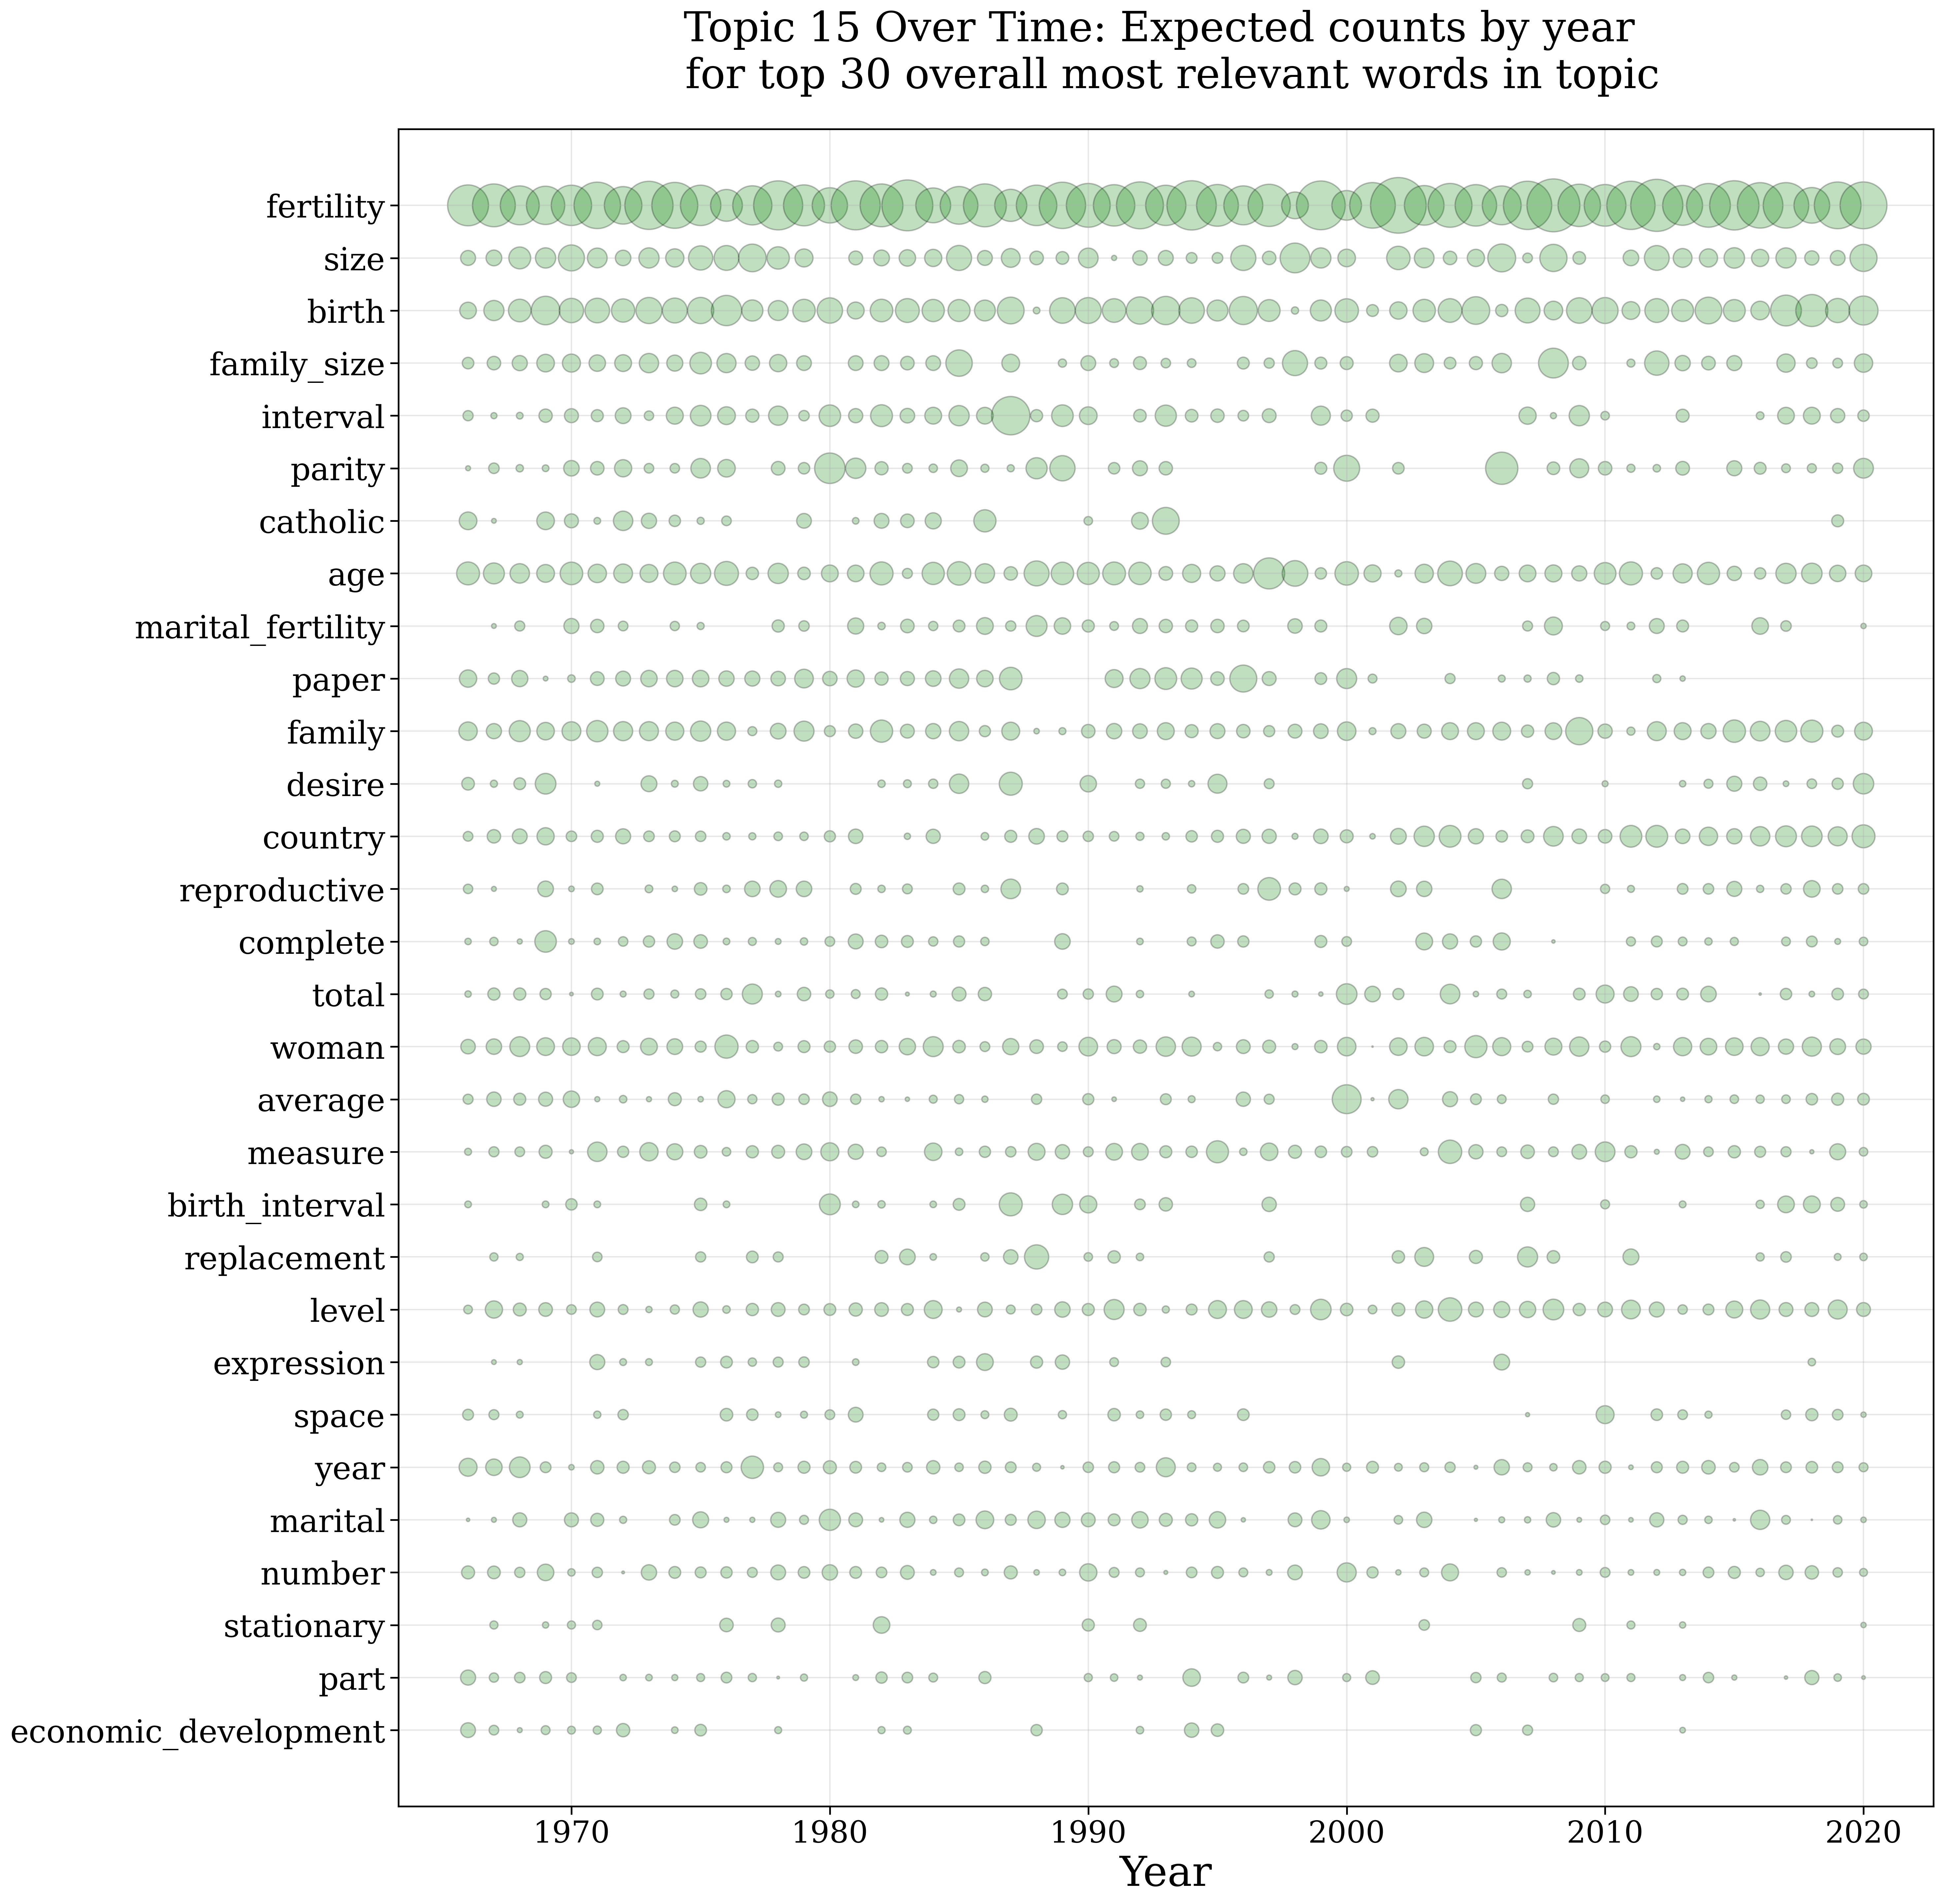 Topic 15 Over Time: Expected counts by year
for top 30 overall most relevant words in topic
fertility
size
birth
family_size
interval
parity
catholic
age
marital_fertility
paper
family
desire
country
reproductive
complete
total
woman
average
measure
birth_interval
replacement
level
expression
space
year
marital
number
stationary
part
economic_development
1970 1980 1990 2000 2010 2020
Year